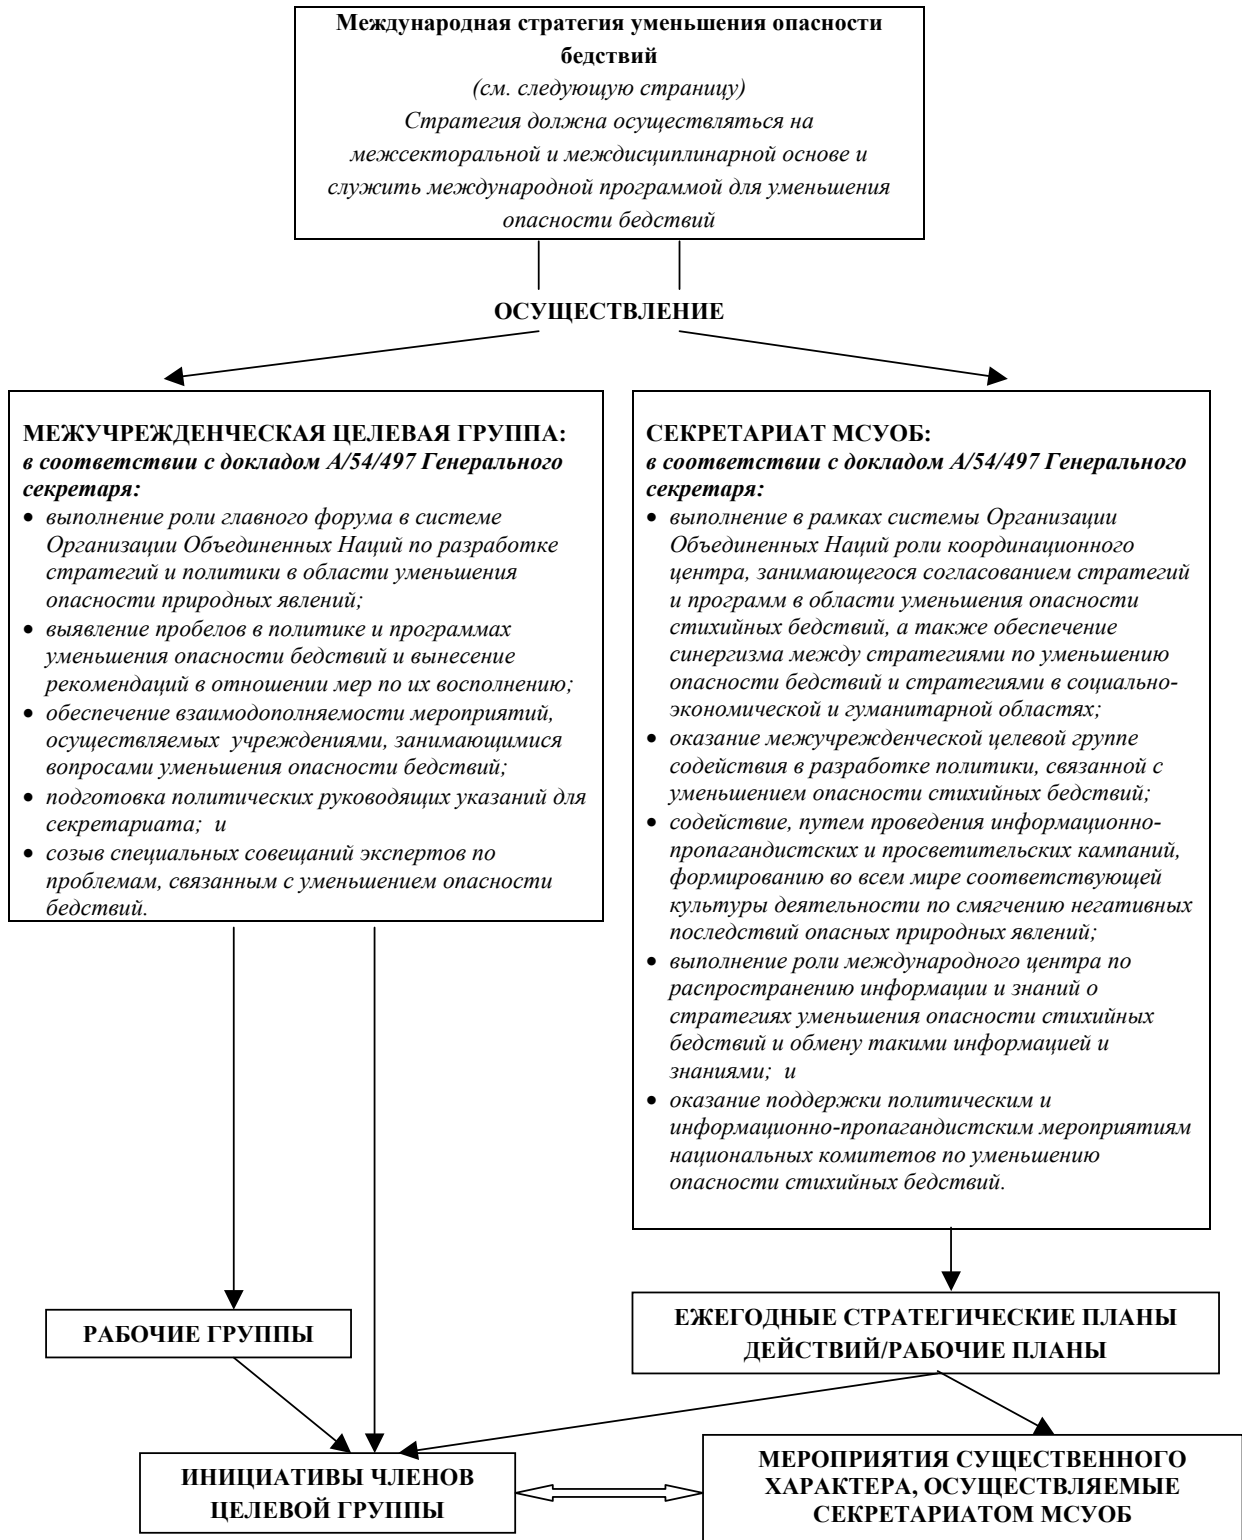 Международная стратегия уменьшения опасности
бедствий
(см. следующую страницу)
Стратегия должна осуществляться на
межсекторальной и междисциплинарной основе и
служить международной программой для уменьшения
опасности бедствий
ОСУЩЕСТВЛЕНИЕ
МЕЖУЧРЕЖДЕНЧЕСКАЯ ЦЕЛЕВАЯ ГРУППА:
в соответствии с докладом А/54/497 Генерального
секретаря:
• выполнение роли главного форума в системе
Организации Объединенных Наций по разработке
стратегий и политики в области уменьшения
опасности природных явлений;
• выявление пробелов в политике и программах
уменьшения опасности бедствий и вынесение
рекомендаций в отношении мер по их восполнению;
• обеспечение взаимодополняемости мероприятий,
осуществляемых учреждениями, занимающимися
вопросами уменьшения опасности бедствий;
• подготовка политических руководящих указаний для
секретариата; и
• созыв специальных совещаний экспертов по
проблемам, связанным с уменьшением опасности
бедствий.
СЕКРЕТАРИАТ МСУОБ:
в соответствии с докладом А/54/497 Генерального
секретаря:
• выполнение в рамках системы Организации
Объединенных Наций роли координационного
центра, занимающегося согласованием стратегий
и программ в области уменьшения опасности
стихийных бедствий, а также обеспечение
синергизма между стратегиями по уменьшению
опасности бедствий и стратегиями в социально-
экономической и гуманитарной областях;
• оказание межучрежденческой целевой группе
содействия в разработке политики, связанной с
уменьшением опасности стихийных бедствий;
• содействие, путем проведения информационно-
пропагандистских и просветительских кампаний,
формированию во всем мире соответствующей
культуры деятельности по смягчению негативных
последствий опасных природных явлений;
• выполнение роли международного центра по
распространению информации и знаний о
стратегиях уменьшения опасности стихийных
бедствий и обмену такими информацией и
знаниями; и
• оказание поддержки политическим и
информационно-пропагандистским мероприятиям
национальных комитетов по уменьшению
опасности стихийных бедствий.
РАБОЧИЕ ГРУППЫ
ЕЖЕГОДНЫЕ СТРАТЕГИЧЕСКИЕ ПЛАНЫ
ДЕЙСТВИЙ/РАБОЧИЕ ПЛАНЫ
ИНИЦИАТИВЫ ЧЛЕНОВ
ЦЕЛЕВОЙ ГРУППЫ
МЕРОПРИЯТИЯ СУЩЕСТВЕННОГО
ХАРАКТЕРА, ОСУЩЕСТВЛЯЕМЫЕ
СЕКРЕТАРИАТОМ МСУОБ